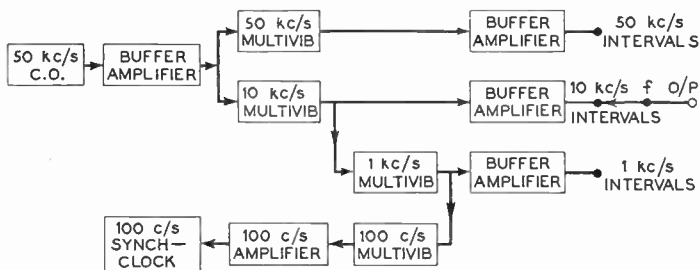 50 kc/s
C.O.
BUFFER
AMPLIFIER
50 kc/s
MULTIVIB
BUFFER
AMPLIFIER
50 kc/s
INTERVALS
10 kc/s
MULTIVIB
BUFFER
AMPLIFIER
10 kc/s f O/P
INTERVALS
1 kc/s
MULTIVIB
BUFFER
AMPLIFIER
1 kc/s
INTERVALS
100 c/s
SYNCH—
CLOCK
100 c/s
AMPLIFIER
100 c/s
MULTIVIB